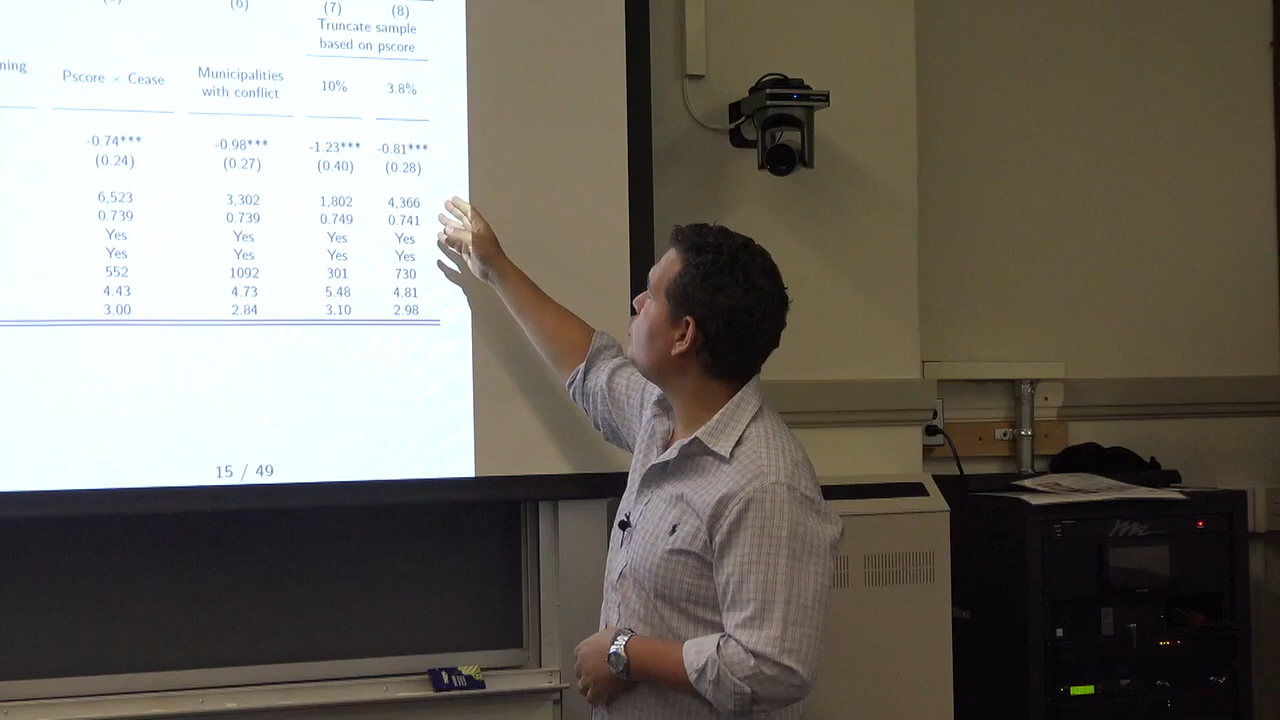 (6) (7) (8)
Truncate sample
based on pscore
ning Pscore × Cease Municipalities
with conflict 10% 3.8%
-0.74*** -0.98*** -1.23*** -0.81***
(0.24) (0.27) (0.40) (0.28)
6,523 3,302 1,802 4,366
0.739 0.739 0.749 0.741
Yes Yes Yes Yes
Yes Yes Yes Yes
552 1092 301 730
4.43 4.73 5.48 4.81
3.00 2.84 3.10 2.98
15 / 49